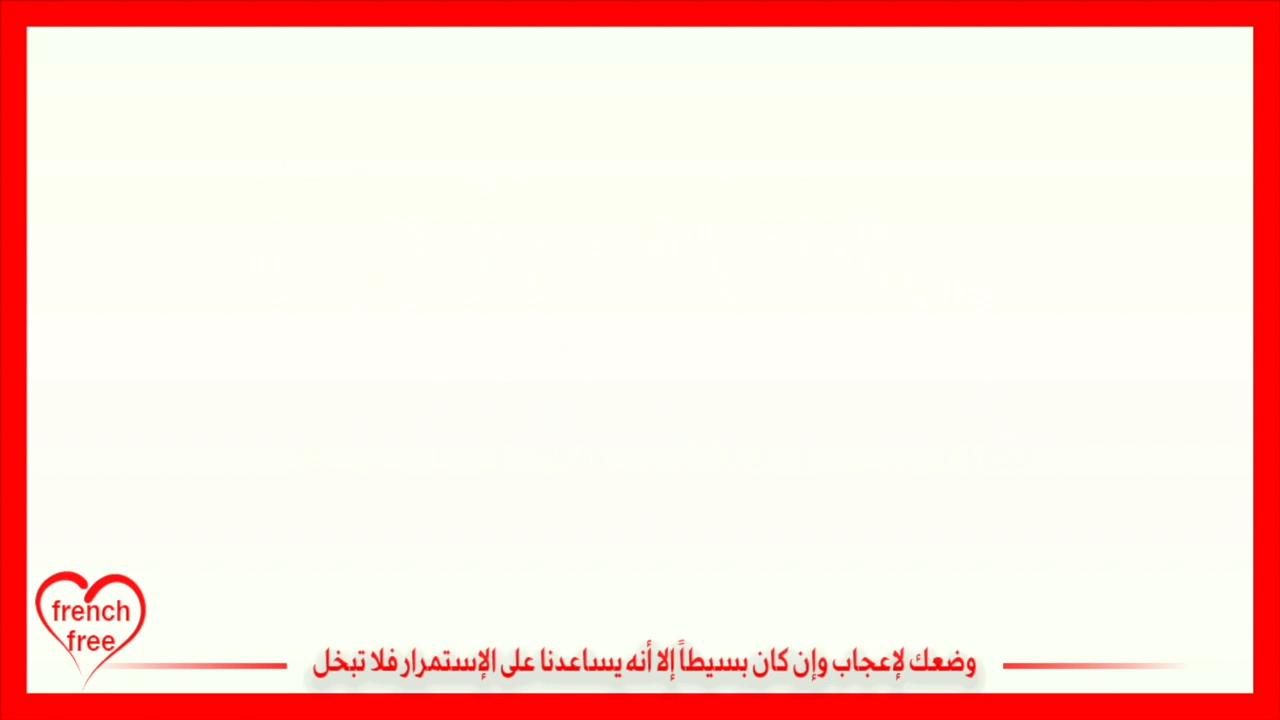 french
free
وضعك لإعجاب وإن كان بسيطاً إلا أنه يساعدنا على الإستمرار فلا تبخل